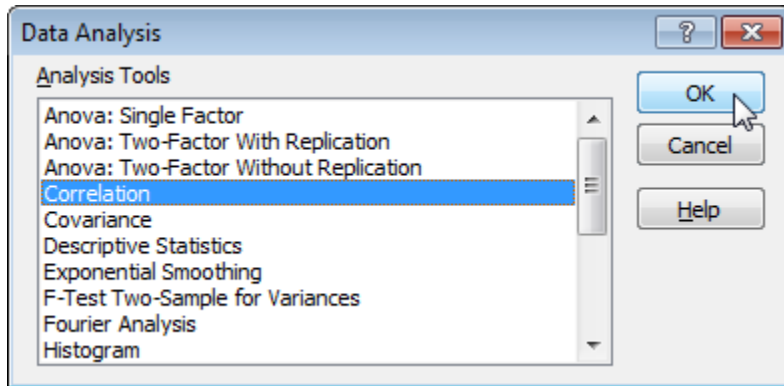 Data Analysis
?
Analysis Tools
Anova: Single Factor
Anova: Two-Factor With Replication
Anova: Two-Factor Without Replication
Correlation
Covariance
Descriptive Statistics
Exponential Smoothing
F-Test Two-Sample for Variances
Fourier Analysis
Histogram
OK
Cancel
Help